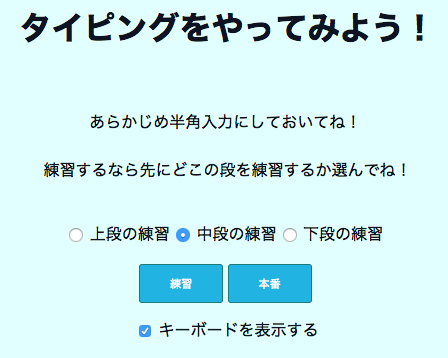 タイピングをやってみよう！
あらかじめ半角入力にしておいてね！
練習するなら先にどこの段を練習するか選んでね！
上段の練習 中段の練習 下段の練習
練習 本番
キーボードを表示する